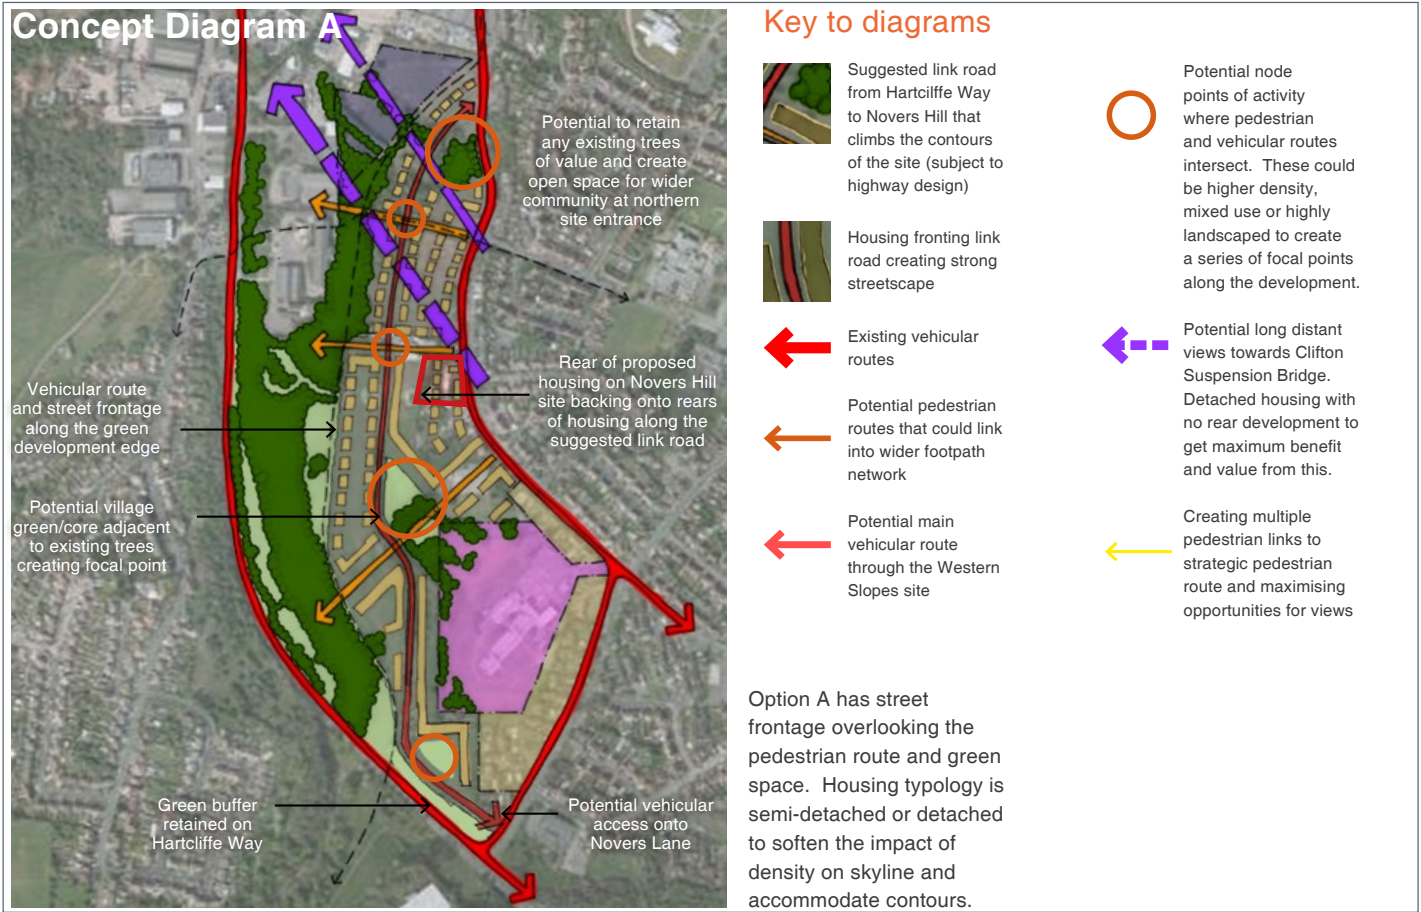 Concept Diagram A
Potential to retain
any existing trees
of value and create
open space for wider
community at northern
site entrance
Rear of proposed
housing on Novers Hill
site backing onto rears
of housing along the
suggested link road
Vehicular route
and street frontage
along the green
development edge
Potential village
green/core adjacent
to existing trees
creating focal point
Green buffer
retained on
Hartcliffe Way
Potential vehicular
access onto
Novers Lane
Key to diagrams
Suggested link road
from Hartcilffe Way
to Novers Hill that
climbs the contours
of the site (subject to
highway design)
Housing fronting link
road creating strong
streetscape
Existing vehicular
routes
Potential pedestrian
routes that could link
into wider footpath
network
Potential main
vehicular route
through the Western
Slopes site
Potential node
points of activity
where pedestrian
and vehicular routes
intersect.  These could
be higher density,
mixed use or highly
landscaped to create
a series of focal points
along the development.
Potential long distant
views towards Clifton
Suspension Bridge.
Detached housing with
no rear development to
get maximum benefit
and value from this.
Creating multiple
pedestrian links to
strategic pedestrian
route and maximising
opportunities for views
Option A has street
frontage overlooking the
pedestrian route and green
space.  Housing typology is
semi-detached or detached
to soften the impact of
density on skyline and
accommodate contours.